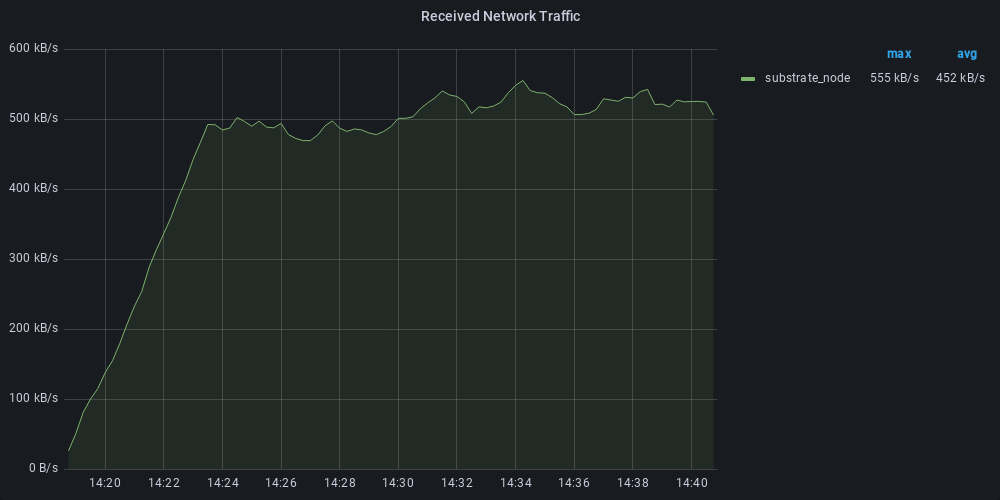 Received Network Traffic
600 kB/s
500 kB/s
400 kB/s
300 kB/s
200 kB/s
100 kB/s
0 B/s
14:20 14:22 14:24 14:26 14:28 14:30 14:32 14:34 14:36 14:38 14:40
max avg
substrate_node 555 kB/s 452 kB/s